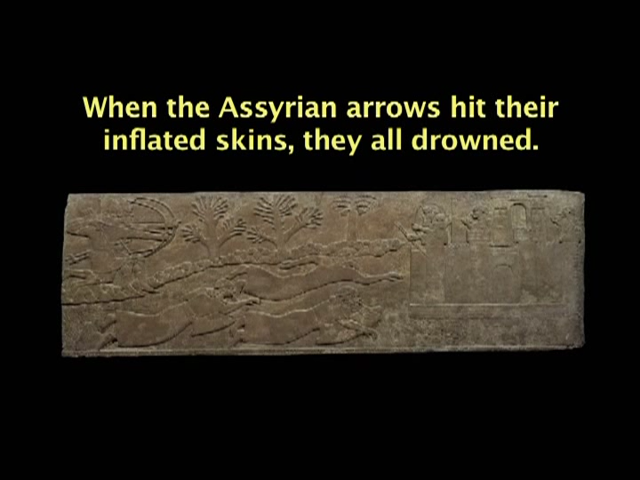 When the Assyrian arrows hit their
inflated skins, they all drowned.